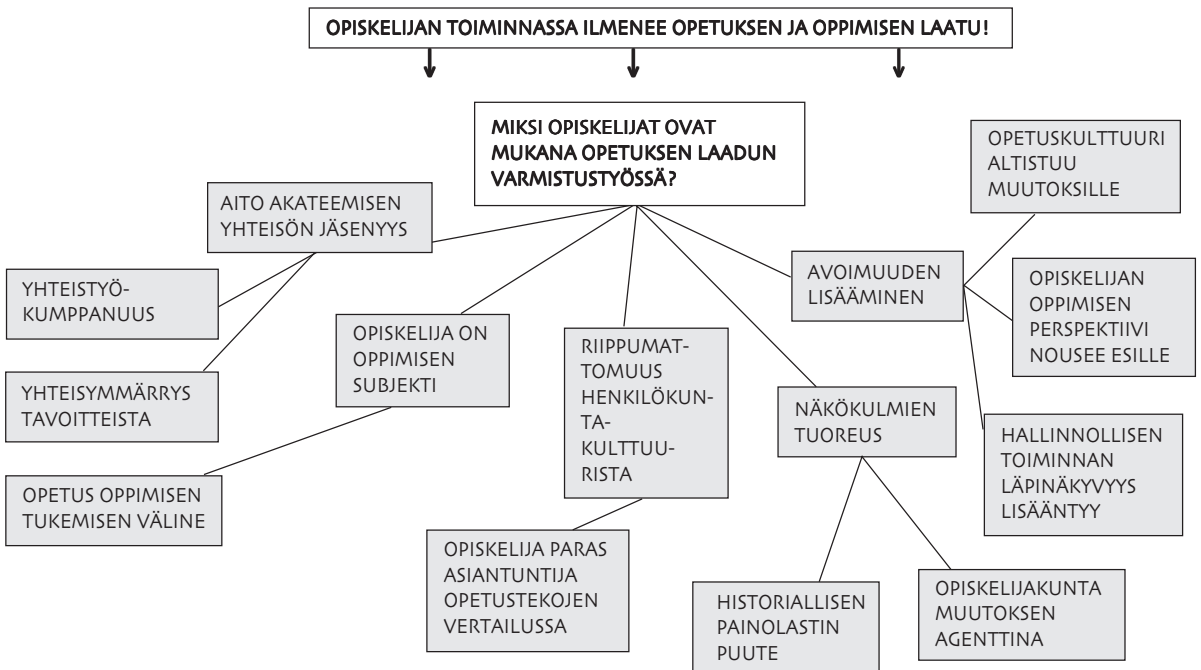 OPISKELIJAN TOIMINNASSA ILMENEE OPETUKSEN JA OPPIMISEN LAATU!
MIKSI OPISKELIJAT OVAT
MUKANA OPETUKSEN LAADUN
VARMISTUSTYÖSSÄ?
AITO AKATEEMISEN
YHTEISÖN JÄSENYYS
YHTEISTYÖ-
KUMPPANUUS
YHTEISYMMÄRRYS
TAVOITTEISTA
OPISKELIJA ON
OPPIMISEN
SUBJEKTI
OPETUS OPPIMISEN
TUKEMISEN VÄLINE
RIIPPUMAT-
TOMUUS
HENKILÖKUN-
TA-
KULTTUU-
RISTA
OPISKELIJA PARAS
ASIANTUNTIJA
OPETUSTEKOJEN
VERTAILUSSA
NÄKÖKULMIEN
TUOREUS
HISTORIALLISEN
PAINOLASTIN
PUUTE
OPISKELIJAKUNTA
MUUTOKSEN
AGENTTINA
AVOIMUUDEN
LISÄÄMINEN
OPETUSKULTTUURI
ALTISTUU
MUUTOKSILLE
OPISKELIJAN
OPPIMISEN
PERSPEKTIIVI
NOUSEE ESILLE
HALLINNOLLISEN
TOIMINNAN
LÄPINÄKYVYYS
LISÄÄNTYY